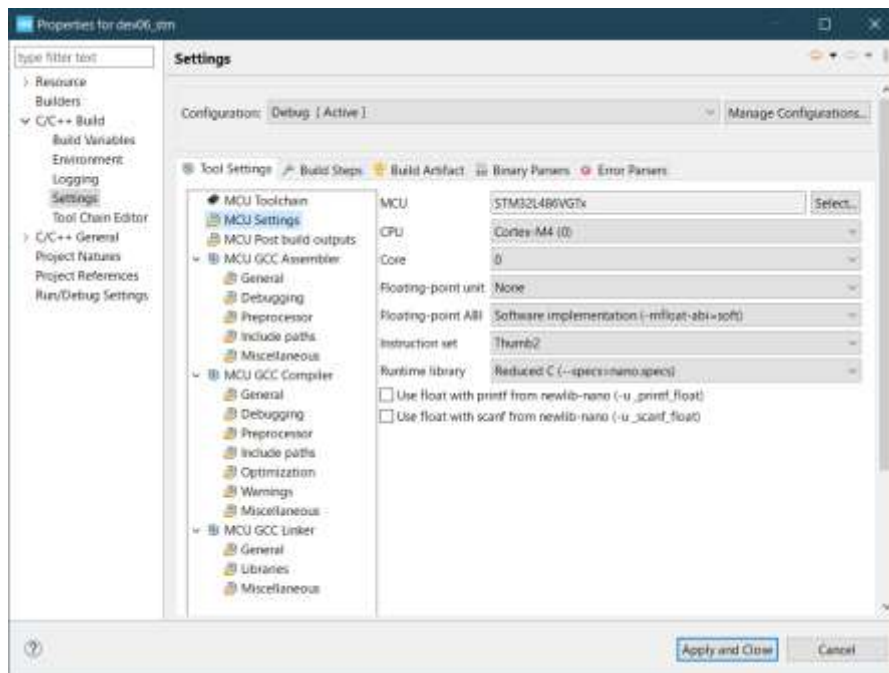 Properties for dev06_stm
type filter text
Settings
Resource
Builders
C/C++ Build
Build Variables
Environment
Logging
Settings
Tool Chain Editor
C/C++ General
Project Natures
Project References
Run/Debug Settings
Configuration: Debug [ Active ]
Manage Configurations...
Tool Settings Build Steps Build Artifact Binary Parsers Error Parsers
MCU Toolchain
MCU Settings
MCU Post build outputs
MCU GCC Assembler
General
Debugging
Preprocessor
Include paths
Miscellaneous
MCU GCC Compiler
General
Debugging
Preprocessor
Include paths
Optimization
Warnings
Miscellaneous
MCU GCC Linker
General
Libraries
Miscellaneous
MCU STM32L486VGTx Select...
CPU Cortex-M4 (0)
Core 0
Floating-point unit None
Floating-point ABI Software implementation (-mfloat-abi=soft)
Instruction set Thumb2
Runtime library Reduced C (--specs=nano.specs)
Use float with printf from newlib-nano (-u _printf_float)
Use float with scanf from newlib-nano (-u _scanf_float)
Apply and Close Cancel